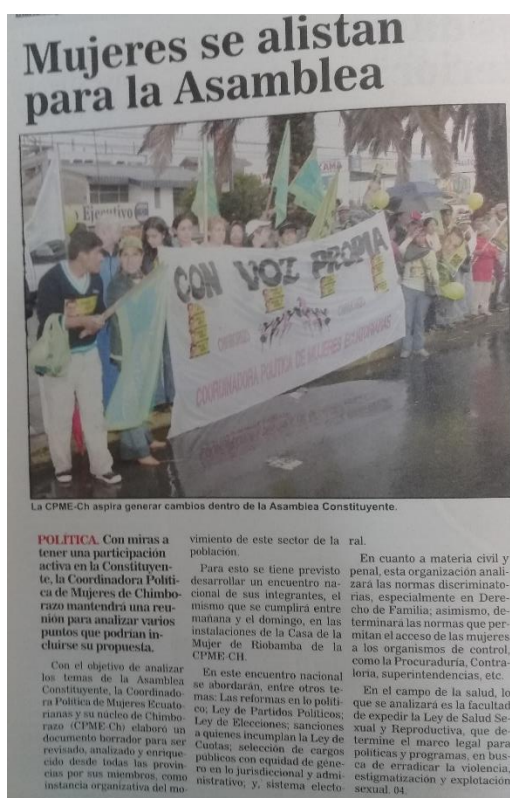 Mujeres se alistan
para la Asamblea
Ejecutivo
CON VOZ PROPIA
CHIMBORAZO
CHIMBORAZO
COORDINADORA POLITICA DE MUJERES ECUATORIANAS
La CPME-Ch aspira generar cambios dentro de la Asamblea Constituyente.
POLÍTICA. Con miras a
tener una participación
activa en la Constituyen-
te, la Coordinadora Políti-
ca de Mujeres de Chimbo-
razo mantendrá una reu-
nión para analizar varios
puntos que podrían in-
cluirse su propuesta.
Con el objetivo de analizar
los temas de la Asamblea
Constituyente, la Coordinado-
ra Política de Mujeres Ecuato-
rianas y su núcleo de Chimbo-
razo (CPME-Ch) elaboró un
documento borrador para ser
revisado, analizado y enrique-
cido desde todas las provin-
cias por sus miembros, como
instancia organizativa del mo-
vimiento de este sector de la
población.
Para esto se tiene previsto
desarrollar un encuentro na-
cional de sus integrantes, el
mismo que se cumplirá entre
mañana y el domingo, en las
instalaciones de la Casa de la
Mujer de Riobamba de la
CPME-CH.
En este encuentro nacional
se abordarán, entre otros te-
mas: Las reformas en lo políti-
co; Ley de Partidos Políticos;
Ley de Elecciones; sanciones
a quienes incumplan la Ley de
Cuotas; selección de cargos
públicos con equidad de géne-
ro en lo jurisdiccional y admi-
nistrativo; y, sistema electo-
ral.
En cuanto a materia civil y
penal, esta organización anali-
zará las normas discriminato-
rias, especialmente en Dere-
cho de Familia; asimismo, de-
terminará las normas que per-
mitan el acceso de las mujeres
a los organismos de control,
como la Procuraduría, Contra-
loría, superintendencias, etc.
En el campo de la salud, lo
que se analizará es la facultad
de expedir la Ley de Salud Se-
xual y Reproductiva, que de-
termine el marco legal para
políticas y programas, en bus-
ca de erradicar la violencia,
estigmatización y explotación
sexual. 04